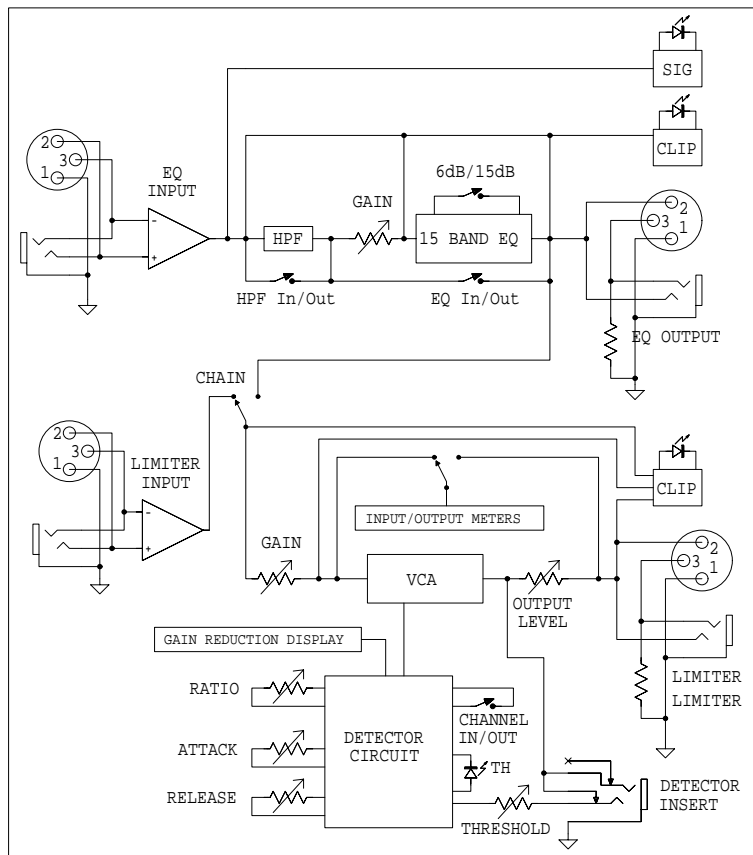 SIG
CLIP
2
3
1
EQ
INPUT
-
+
6dB/15dB
GAIN
HPF
15 BAND EQ
HPF In/Out
EQ In/Out
2
3
1
EQ OUTPUT
CHAIN
2
3
1
LIMITER
INPUT
-
+
CLIP
INPUT/OUTPUT METERS
GAIN
VCA
OUTPUT
LEVEL
2
3
1
GAIN REDUCTION DISPLAY
RATIO
ATTACK
RELEASE
DETECTOR
CIRCUIT
CHANNEL
IN/OUT
TH
THRESHOLD
LIMITER
LIMITER
DETECTOR
INSERT